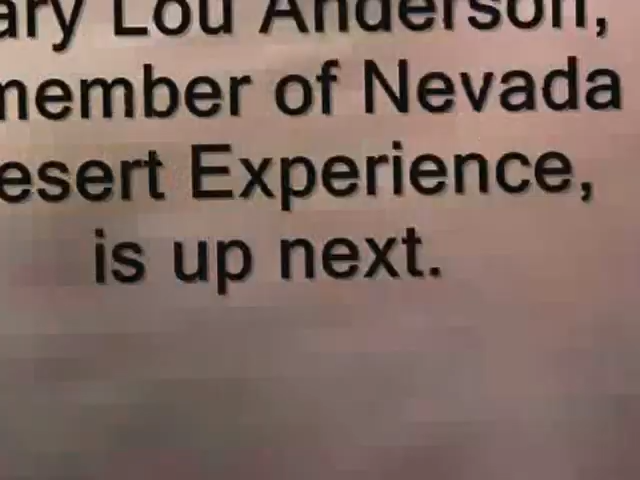 ary Lou Anderson,
member of Nevada
esert Experience,
is up next.